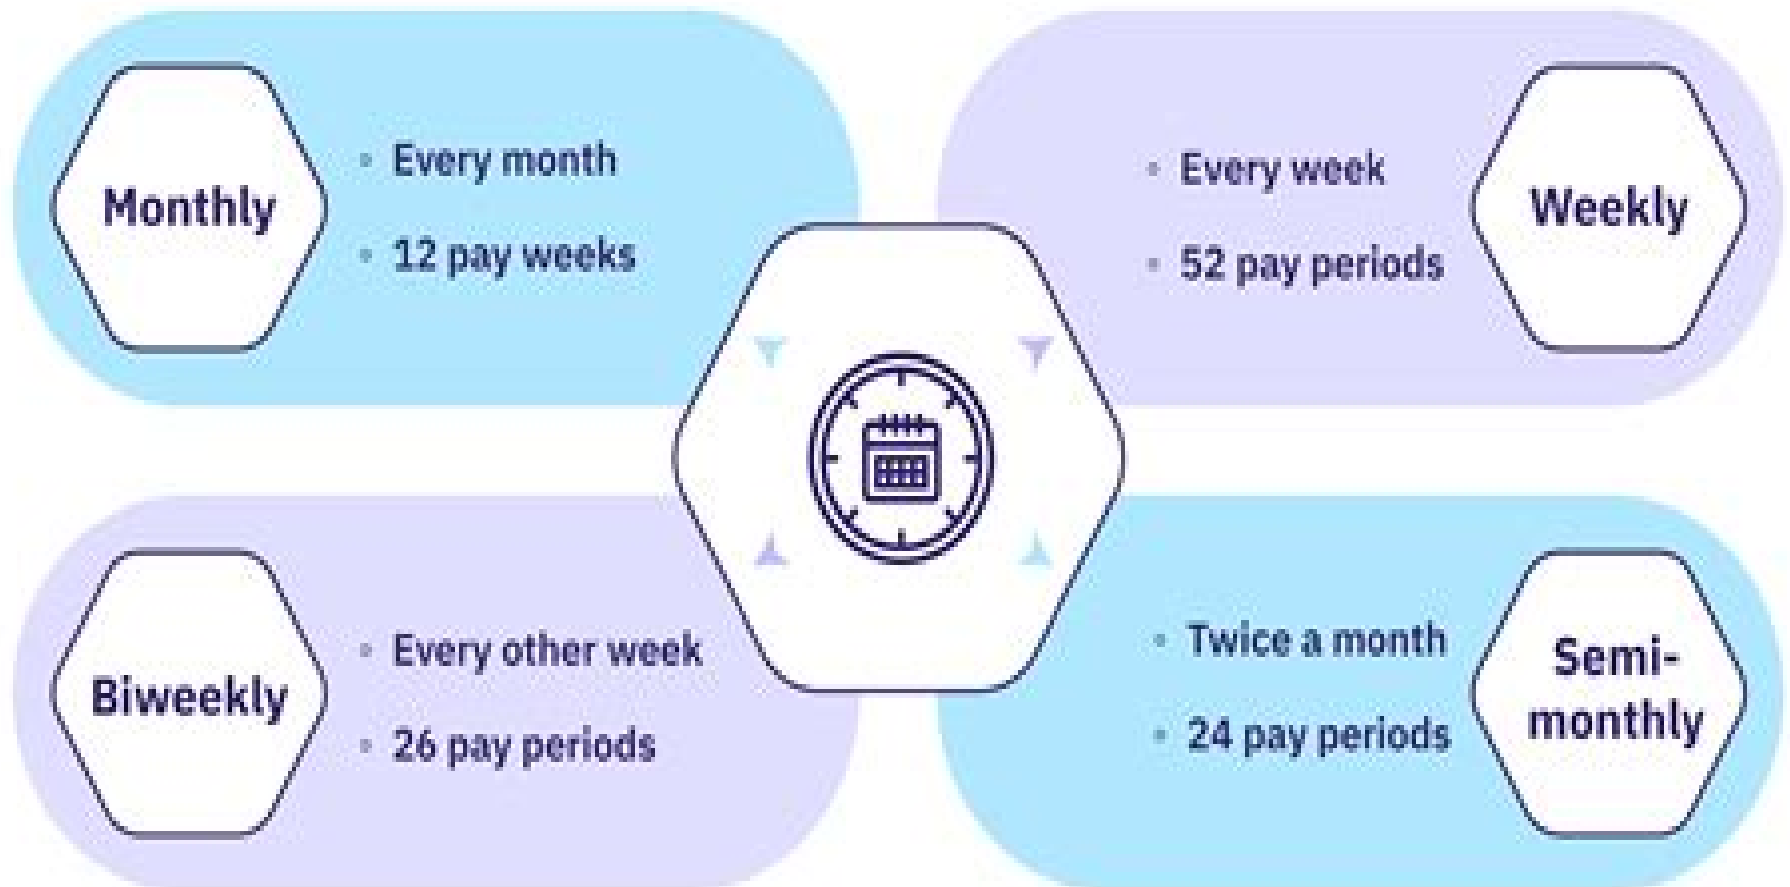 Monthly
Every month
12 pay weeks
Every week
52 pay periods
Weekly
Biweekly
Every other week
26 pay periods
Twice a month
24 pay periods
Semi-
monthly